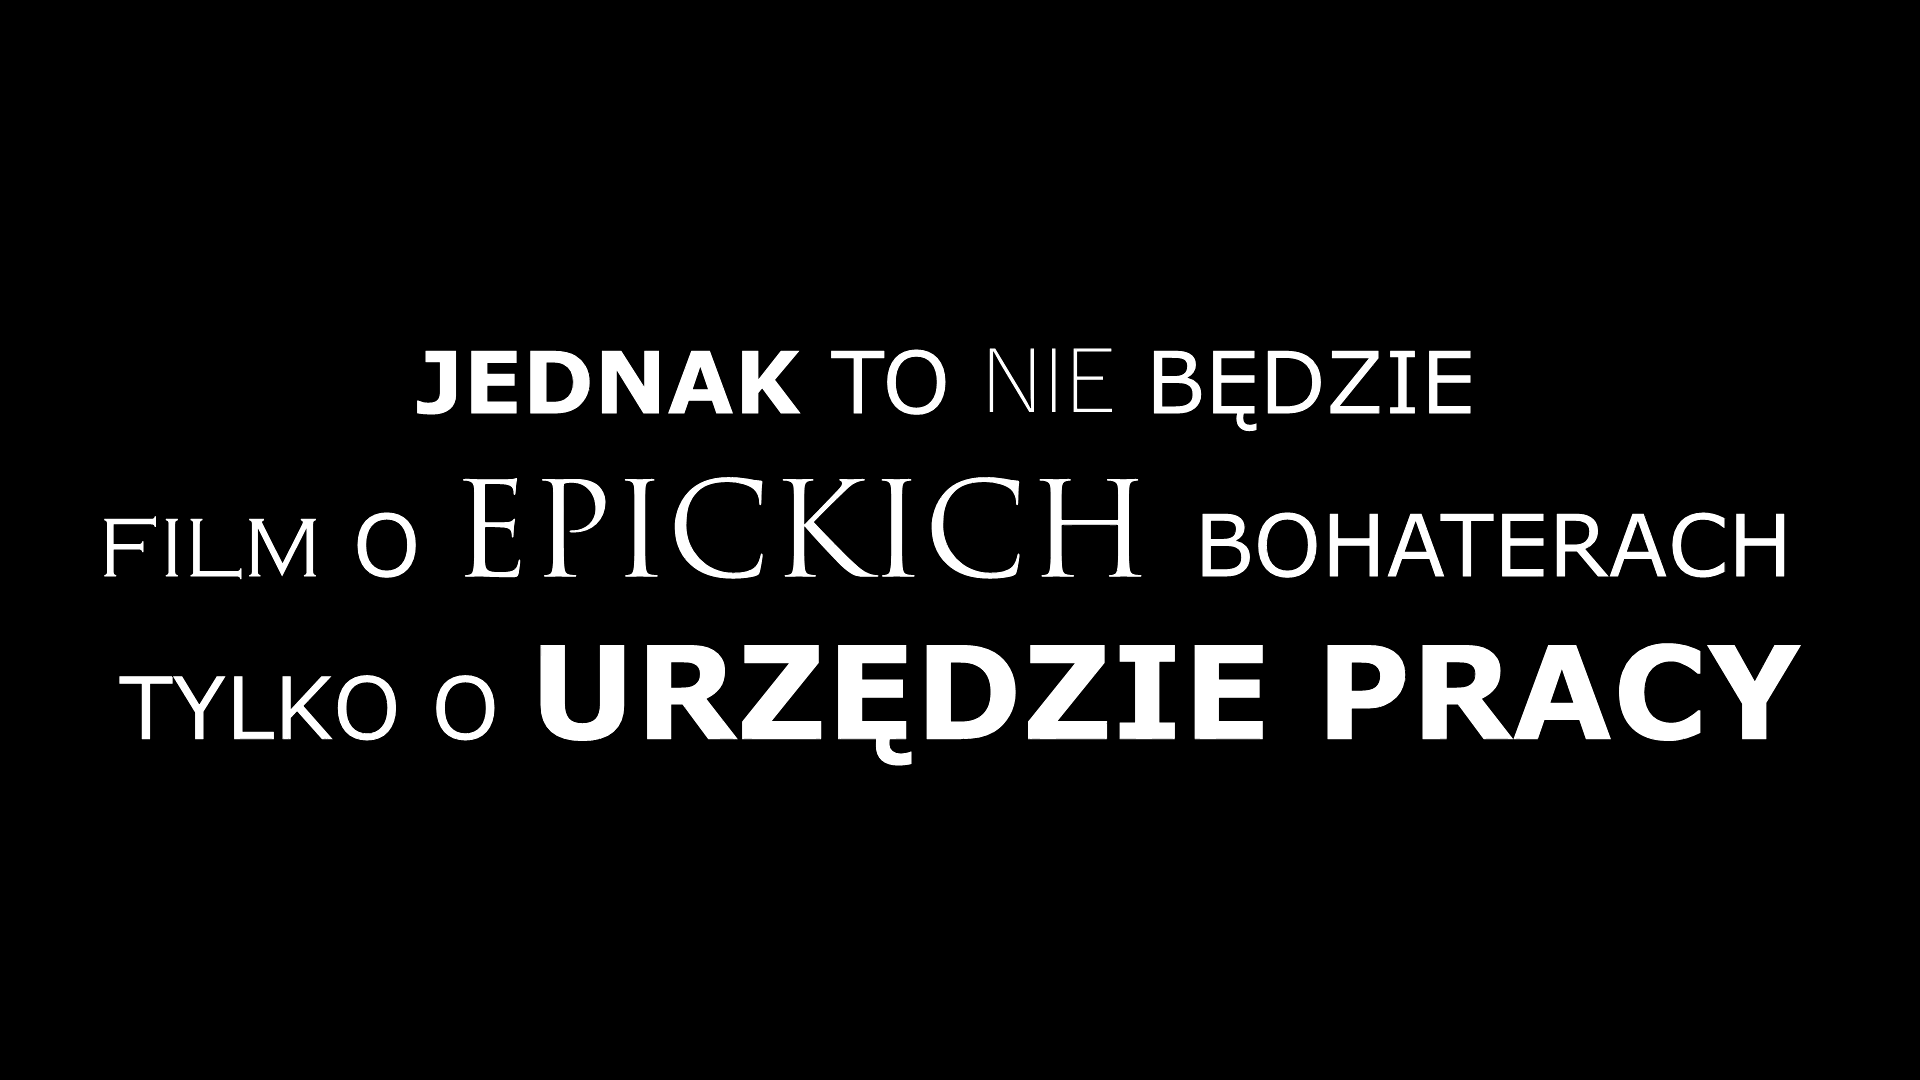 JEDNAK TO NIE BĘDZIE
FILM O EPICKICH BOHATERACH
TYLKO O URZĘDZIE PRACY